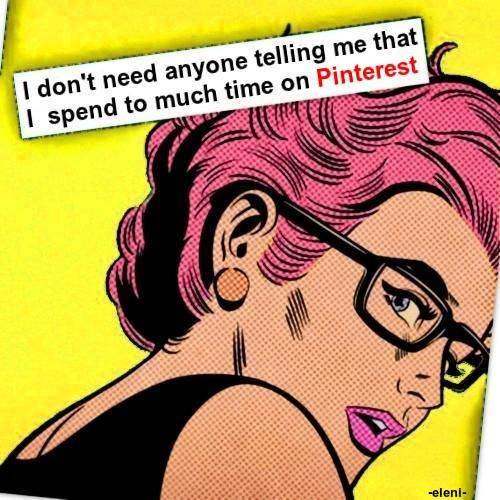 I don't need anyone telling me that
I spend to much time on Pinterest
-eleni-